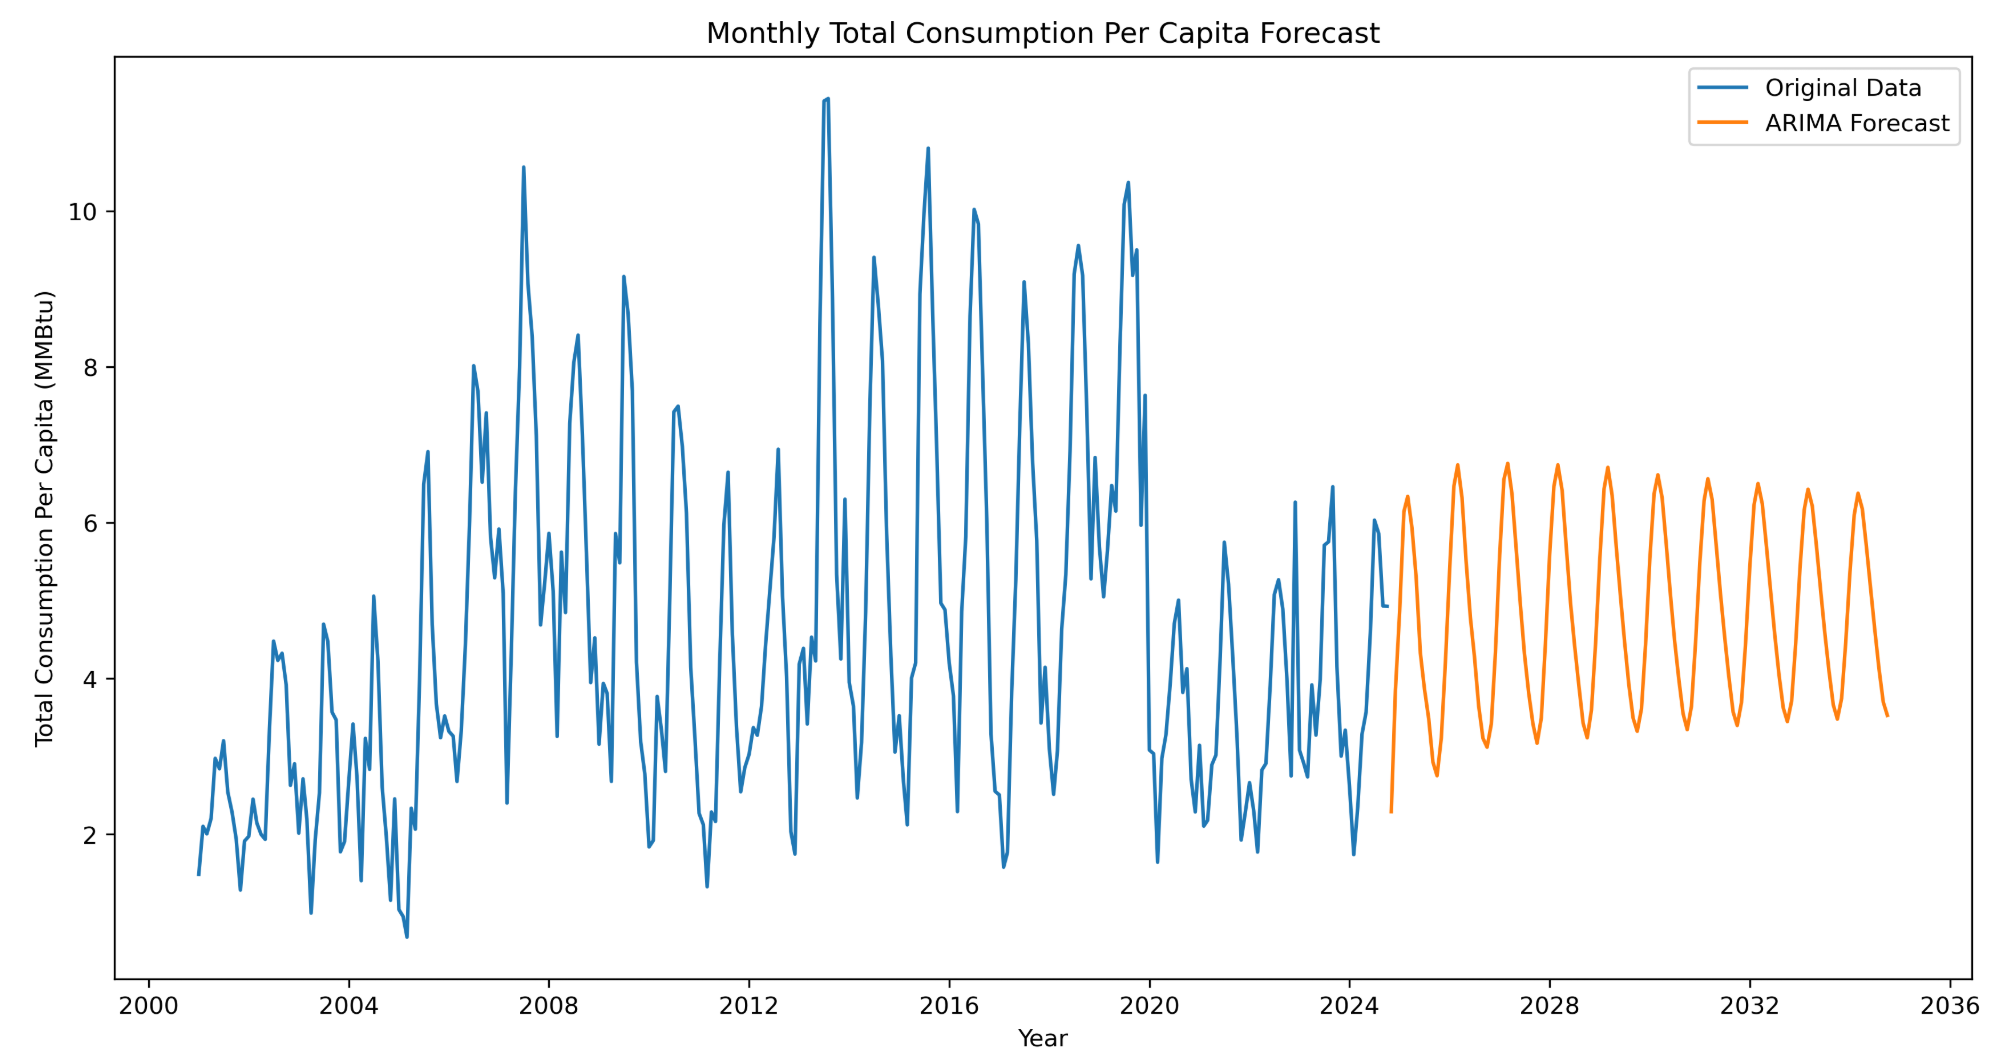 Monthly Total Consumption Per Capita Forecast
Original Data
ARIMA Forecast
Total Consumption Per Capita (MMBtu)
10
8
6
4
2
2000 2004 2008 2012 2016 2020 2024 2028 2032 2036
Year